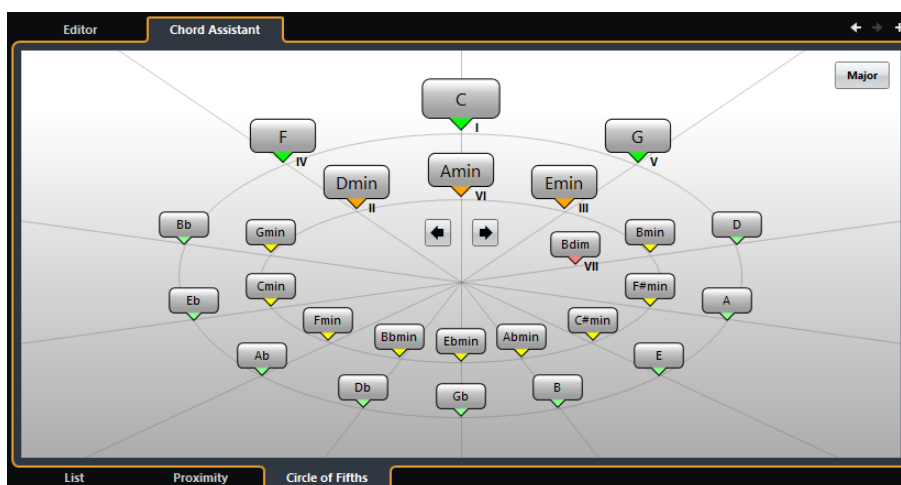 Editor Chord Assistant
Major
C
I
F G
IV V
Amin
Dmin Emin
VI
II III
Bb Gmin Bmin D
Bdim
VII
Eb Cmin F#min A
Fmin C#min
Bbmin Ebmin Abmin
Ab E
Db Gb B
List Proximity Circle of Fifths